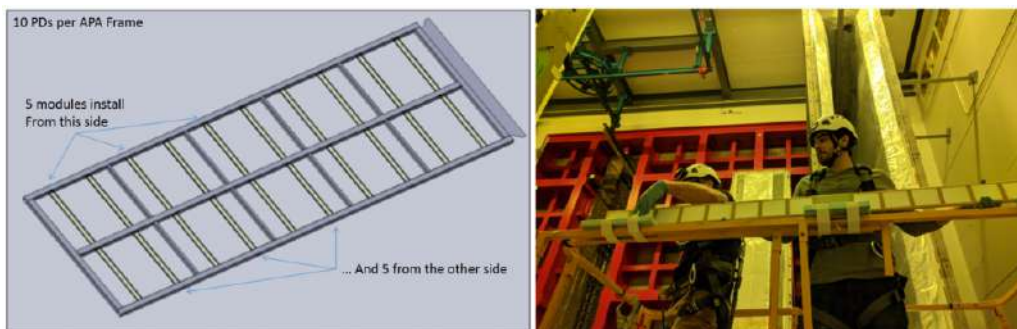 10 PDs per APA Frame
5 modules install
From this side
... And 5 from the other side